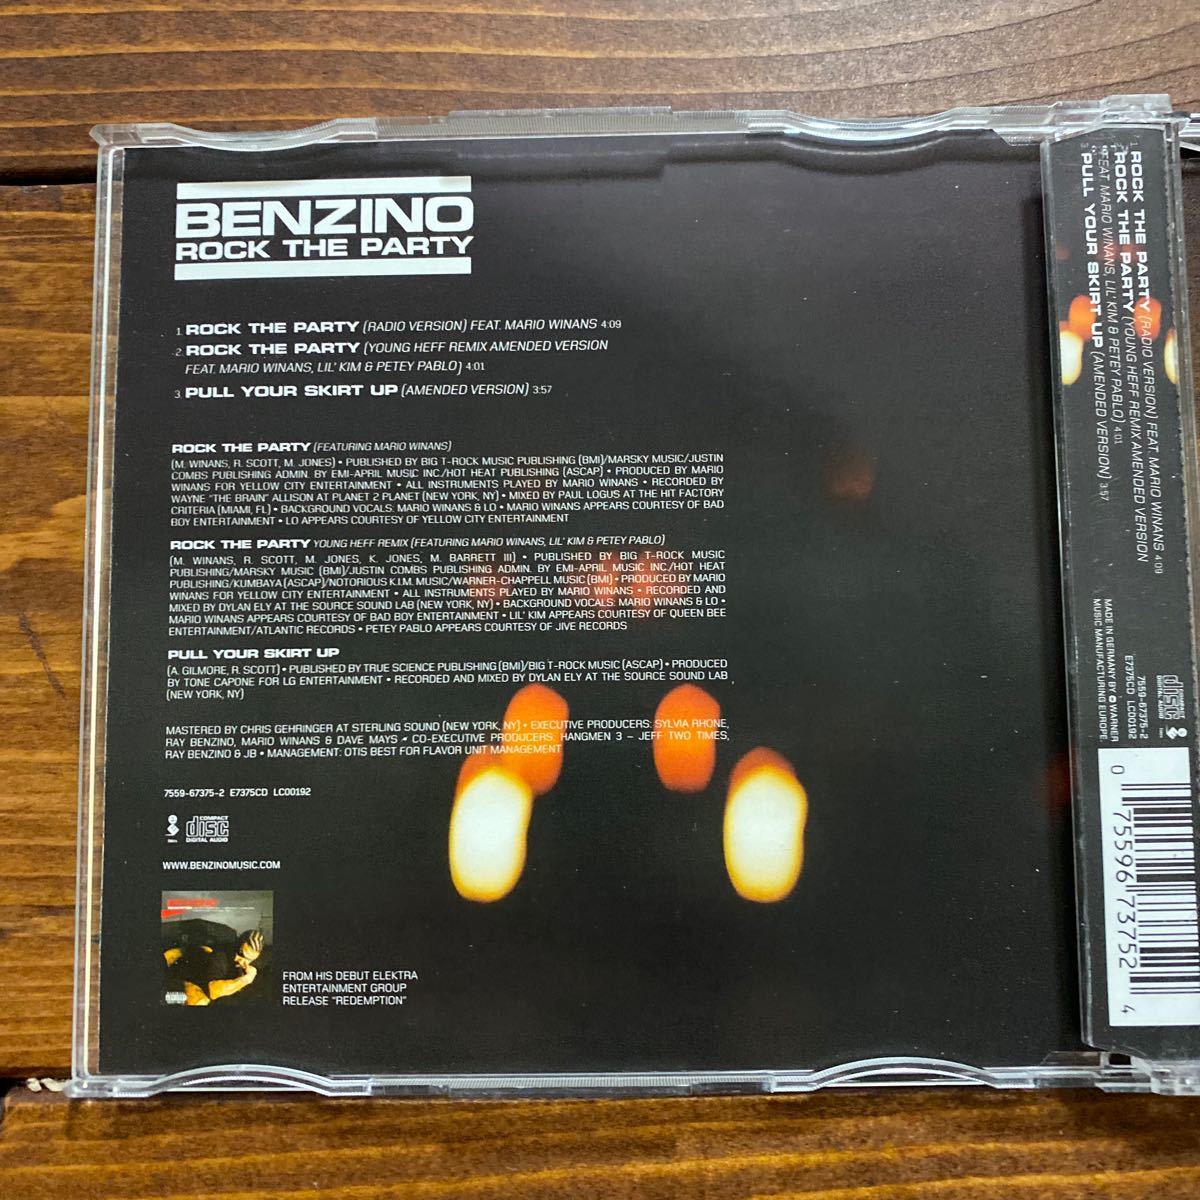 BENZINO
ROCK THE PARTY
1. ROCK THE PARTY (RADIO VERSION) FEAT. MARIO WINANS 4:09
2. ROCK THE PARTY (YOUNG HEFF REMIX AMENDED VERSION
FEAT. MARIO WINANS, LIL' KIM & PETEY PABLO) 4:01
3. PULL YOUR SKIRT UP (AMENDED VERSION) 3:57
ROCK THE PARTY (FEATURING MARIO WINANS)
(M. WINANS, R. SCOTT, M. JONES) • PUBLISHED BY BIG T-ROCK MUSIC PUBLISHING (BMI)/MARSKY MUSIC/JUSTIN
COMBS PUBLISHING ADMIN. BY EMI-APRIL MUSIC INC./HOT HEAT PUBLISHING (ASCAP) • PRODUCED BY MARIO
WINANS FOR YELLOW CITY ENTERTAINMENT • ALL INSTRUMENTS PLAYED BY MARIO WINANS • RECORDED BY
WAYNE "THE BRAIN" ALLISON AT PLANET 2 PLANET (NEW YORK, NY) • MIXED BY PAUL LOGUS AT THE HIT FACTORY
CRITERIA (MIAMI, FL) • BACKGROUND VOCALS: MARIO WINANS & LO • MARIO WINANS APPEARS COURTESY OF BAD
BOY ENTERTAINMENT • LO APPEARS COURTESY OF YELLOW CITY ENTERTAINMENT
ROCK THE PARTY YOUNG HEFF REMIX (FEATURING MARIO WINANS, LIL' KIM & PETEY PABLO)
(M. WINANS, R. SCOTT, M. JONES, K. JONES, M. BARRETT III) • PUBLISHED BY BIG T-ROCK MUSIC
PUBLISHING/MARSKY MUSIC (BMI)/JUSTIN COMBS PUBLISHING ADMIN. BY EMI-APRIL MUSIC INC./HOT HEAT
PUBLISHING/KUMBAYA (ASCAP)/NOTORIOUS K.I.M. MUSIC/WARNER-CHAPPELL MUSIC (BMI) • PRODUCED BY MARIO
WINANS FOR YELLOW CITY ENTERTAINMENT • ALL INSTRUMENTS PLAYED BY MARIO WINANS • RECORDED AND
MIXED BY DYLAN ELY AT THE SOURCE SOUND LAB (NEW YORK, NY) • BACKGROUND VOCALS: MARIO WINANS & LO •
MARIO WINANS APPEARS COURTESY OF BAD BOY ENTERTAINMENT • LIL' KIM APPEARS COURTESY OF QUEEN BEE
ENTERTAINMENT/ATLANTIC RECORDS • PETEY PABLO APPEARS COURTESY OF JIVE RECORDS
PULL YOUR SKIRT UP
(A. GILMORE, R. SCOTT) • PUBLISHED BY TRUE SCIENCE PUBLISHING (BMI)/BIG T-ROCK MUSIC (ASCAP) • PRODUCED
BY TONE CAPONE FOR LG ENTERTAINMENT • RECORDED AND MIXED BY DYLAN ELY AT THE SOURCE SOUND LAB
(NEW YORK, NY)
MASTERED BY CHRIS GEHRINGER AT STERLING SOUND (NEW YORK, NY) • EXECUTIVE PRODUCERS: SYLVIA RHONE,
RAY BENZINO, MARIO WINANS & DAVE MAYS • CO-EXECUTIVE PRODUCERS: HANGMEN 3 – JEFF TWO TIMES,
RAY BENZINO & JB • MANAGEMENT: OTIS BEST FOR FLAVOR UNIT MANAGEMENT
7559-67375-2 E7375CD LC00192
COMPACT
disc
DIGITAL AUDIO
WWW.BENZINOMUSIC.COM
BENZINO
FROM HIS DEBUT ELEKTRA
ENTERTAINMENT GROUP
RELEASE "REDEMPTION"
1. ROCK THE PARTY (RADIO VERSION) FEAT. MARIO WINANS 4:09
2. ROCK THE PARTY (YOUNG HEFF REMIX AMENDED VERSION
FEAT. MARIO WINANS, LIL' KIM & PETEY PABLO) 4:01
3. PULL YOUR SKIRT UP (AMENDED VERSION) 3:57
7559-67375-2
E7375CD LC00192
MADE IN GERMANY BY WARNER
MUSIC MANUFACTURING EUROPE
COMPACT
disc
DIGITAL AUDIO
0 75596 73752 4